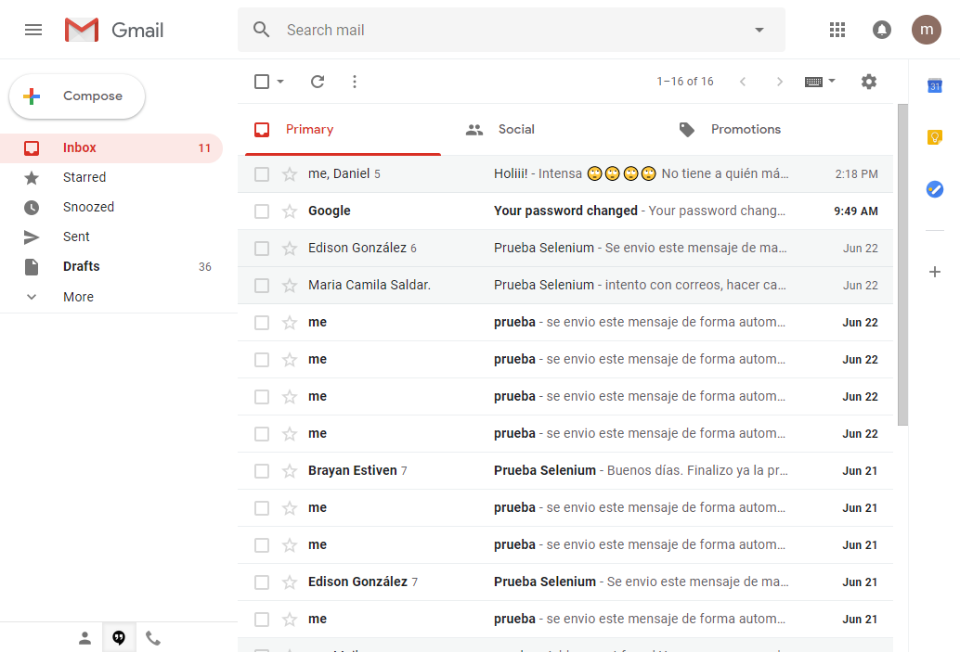 Gmail
Search mail
m
Compose
1–16 of 16
31
Primary
Social
Promotions
Inbox 11
Starred
Snoozed
Sent
Drafts 36
More
me, Daniel 5 Holiii! - Intensa 🙄🙄🙄🙄 No tiene a quién má… 2:18 PM
Google Your password changed - Your password chang… 9:49 AM
Edison González 6 Prueba Selenium - Se envio este mensaje de ma… Jun 22
Maria Camila Saldar. Prueba Selenium - intento con correos, hacer ca… Jun 22
me prueba - se envio este mensaje de forma autom… Jun 22
me prueba - se envio este mensaje de forma autom… Jun 22
me prueba - se envio este mensaje de forma autom… Jun 22
me prueba - se envio este mensaje de forma autom… Jun 22
Brayan Estiven 7 Prueba Selenium - Buenos días. Finalizo ya la pr… Jun 21
me prueba - se envio este mensaje de forma autom… Jun 21
me prueba - se envio este mensaje de forma autom… Jun 21
Edison González 7 Prueba Selenium - Se envio este mensaje de ma… Jun 21
me prueba - se envio este mensaje de forma autom… Jun 21